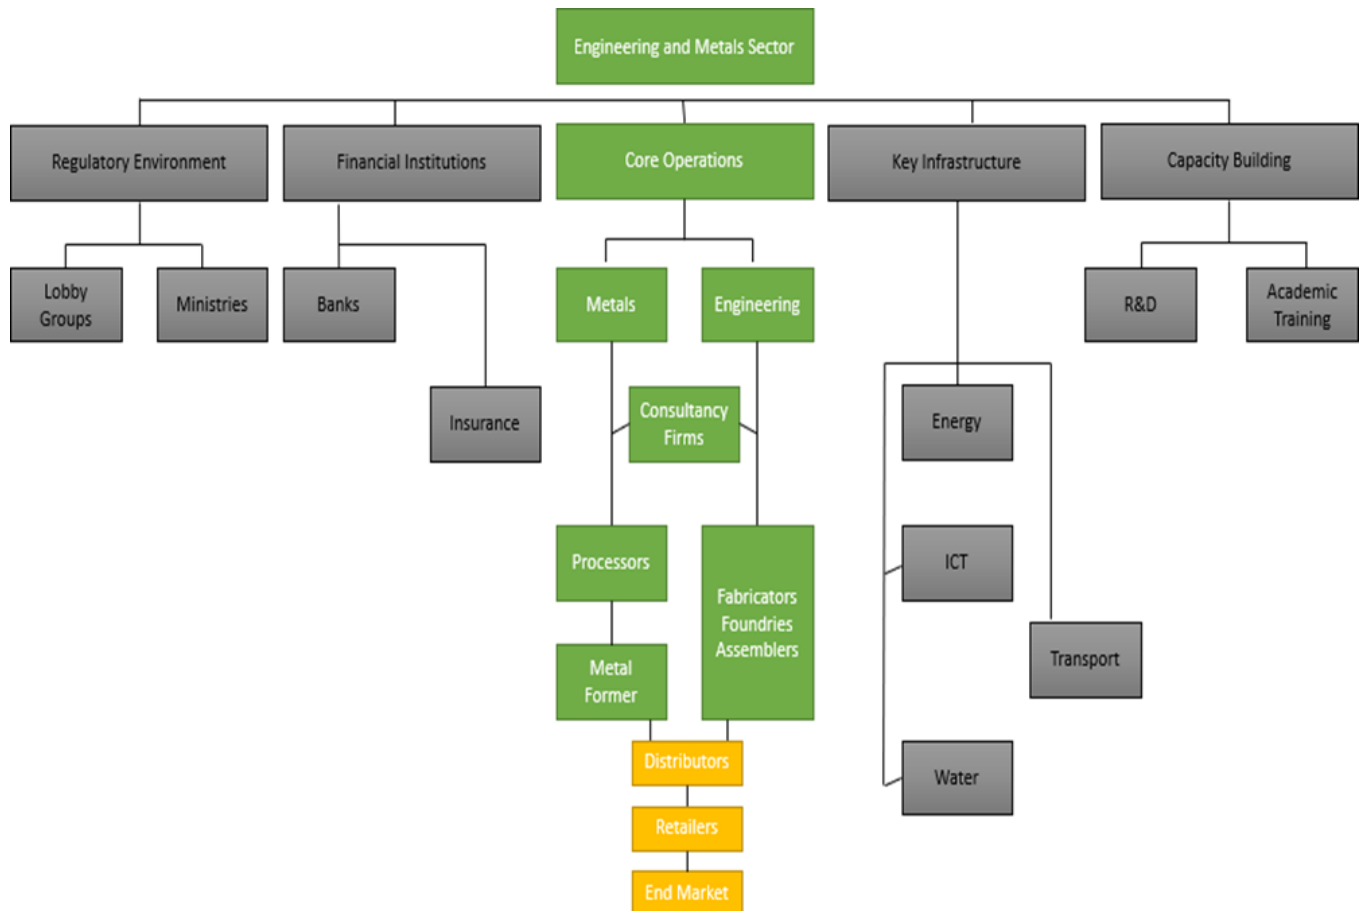 Engineering and Metals Sector
Regulatory Environment
Financial Institutions
Core Operations
Key Infrastructure
Capacity Building
Lobby
Groups
Ministries
Banks
Metals
Engineering
R&D
Academic
Training
Insurance
Consultancy
Firms
Energy
Processors
ICT
Fabricators
Foundries
Assemblers
Metal
Former
Transport
Distributors
Water
Retailers
End Market